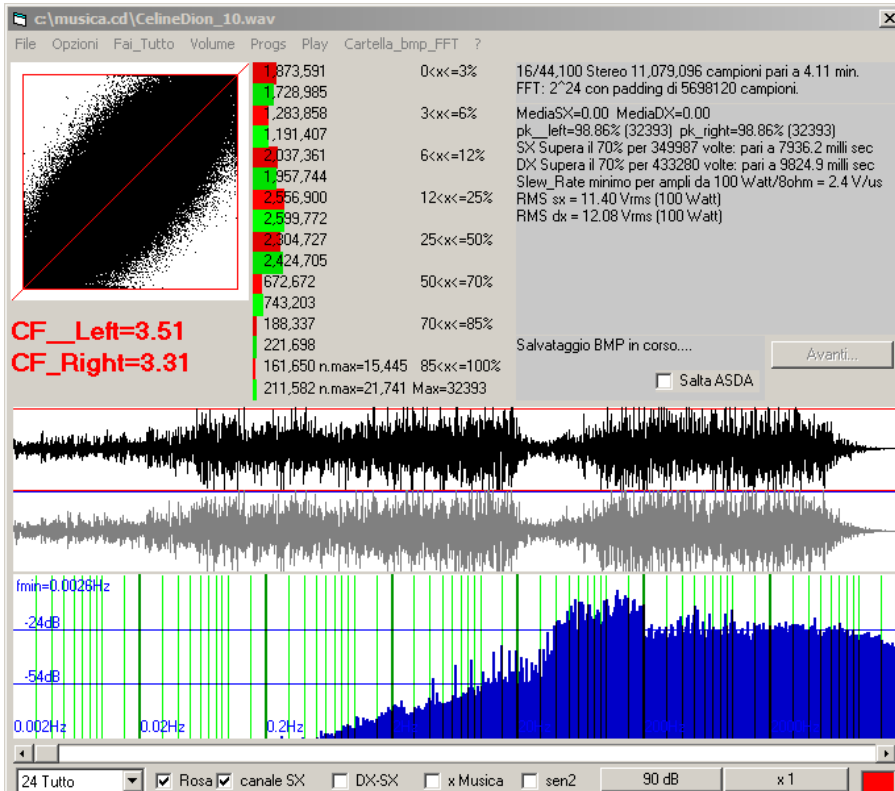 c:\musica.cd\CelineDion_10.wav
File Opzioni Fai_Tutto Volume Progs Play Cartella_bmp_FFT ?
1,873,591 0<x<=3%
1,728,985
1,283,858 3<x<=6%
1,191,407
2,037,361 6<x<=12%
1,957,744
2,556,900 12<x<=25%
2,599,772
2,304,727 25<x<=50%
2,424,705
672,672 50<x<=70%
743,203
188,337 70<x<=85%
221,698
161,650 n.max=15,445 85<x<=100%
211,582 n.max=21,741 Max=32393
CF__Left=3.51
CF_Right=3.31
16/44,100 Stereo 11,079,096 campioni pari a 4.11 min.
FFT: 2^24 con padding di 5698120 campioni.
MediaSX=0.00 MediaDX=0.00
pk__left=98.86% (32393) pk_right=98.86% (32393)
SX Supera il 70% per 349987 volte: pari a 7936.2 milli sec
DX Supera il 70% per 433280 volte: pari a 9824.9 milli sec
Slew_Rate minimo per ampli da 100 Watt/8ohm = 2.4 V/us
RMS sx = 11.40 Vrms (100 Watt)
RMS dx = 12.08 Vrms (100 Watt)
Salvataggio BMP in corso....
Avanti...
Salta ASDA
fmin=0.0026Hz
-24dB
-54dB
0.002Hz 0.02Hz 0.2Hz
24 Tutto Rosa canale SX DX-SX x Musica sen2 90 dB x 1